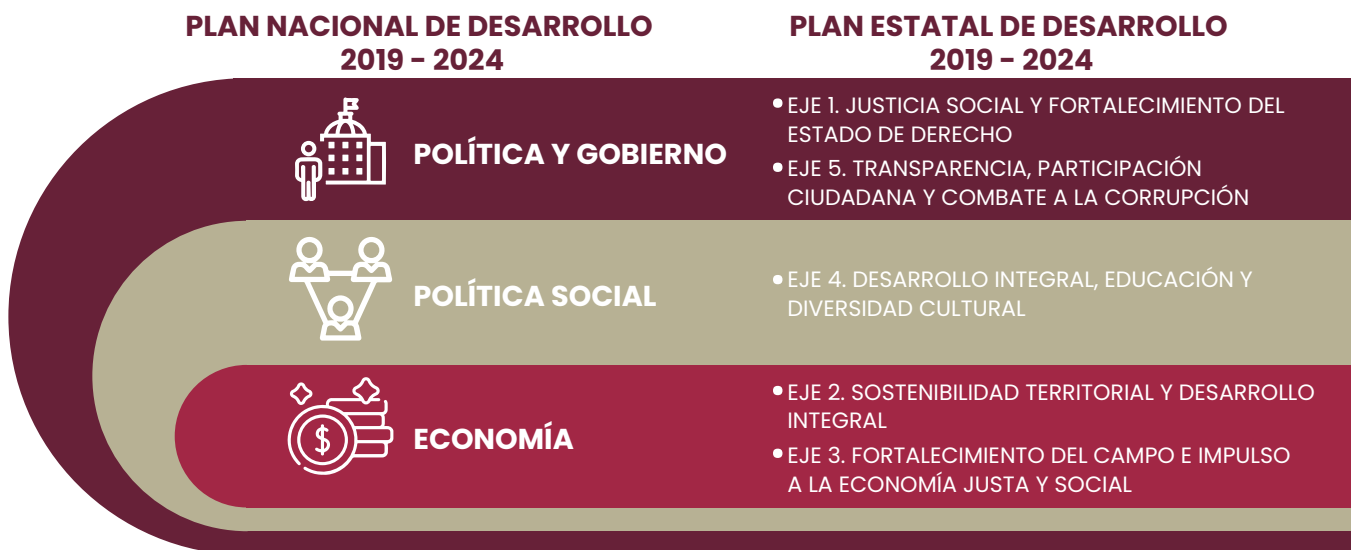 PLAN NACIONAL DE DESARROLLO
2019 - 2024
PLAN ESTATAL DE DESARROLLO
2019 - 2024
POLÍTICA Y GOBIERNO
• EJE 1. JUSTICIA SOCIAL Y FORTALECIMIENTO DEL
ESTADO DE DERECHO
• EJE 5. TRANSPARENCIA, PARTICIPACIÓN
CIUDADANA Y COMBATE A LA CORRUPCIÓN
POLÍTICA SOCIAL
• EJE 4. DESARROLLO INTEGRAL, EDUCACIÓN Y
DIVERSIDAD CULTURAL
$
ECONOMÍA
• EJE 2. SOSTENIBILIDAD TERRITORIAL Y DESARROLLO
INTEGRAL
• EJE 3. FORTALECIMIENTO DEL CAMPO E IMPULSO
A LA ECONOMÍA JUSTA Y SOCIAL